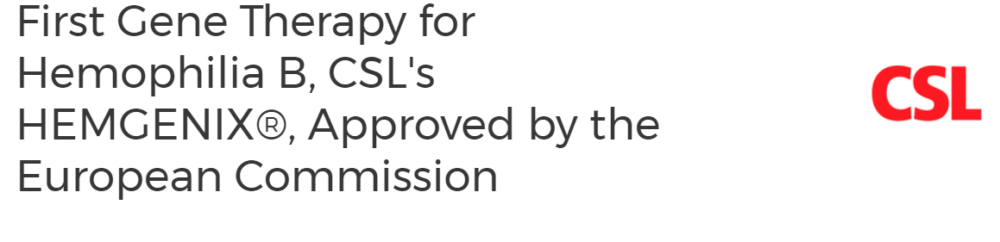 First Gene Therapy for
Hemophilia B, CSL's
HEMGENIX®, Approved by the
European Commission
CSL